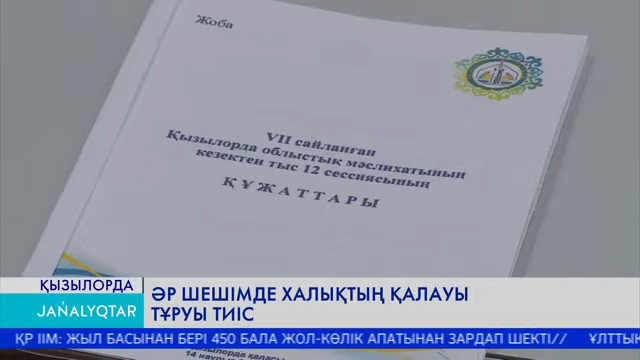 Жоба
VII сайланған
Қызылорда облыстық мәслихатының
кезектен тыс 12 сессиясының
ҚҰЖАТТАРЫ
ҚЫЗЫЛОРДА
JAŃALYQTAR
ӘР ШЕШІМДЕ ХАЛЫҚТЫҢ ҚАЛАУЫ
ТҰРУЫ ТИІС
ҚР ІІМ: ЖЫЛ БАСЫНАН БЕРІ 450 БАЛА ЖОЛ-КӨЛІК АПАТЫНАН ЗАРДАП ШЕКТІ// ҰЛТТЫ